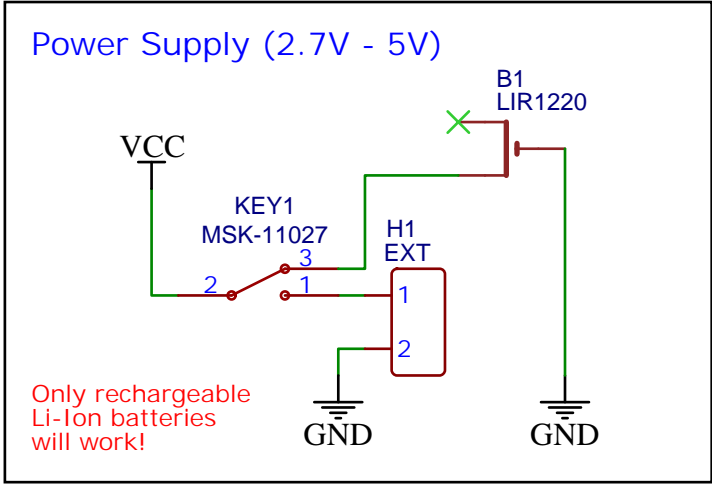 Power Supply (2.7V - 5V)
B1
LIR1220
VCC
KEY1
MSK-11027
H1
EXT
3
2
1
1
2
Only rechargeable
Li-Ion batteries
will work!
GND
GND